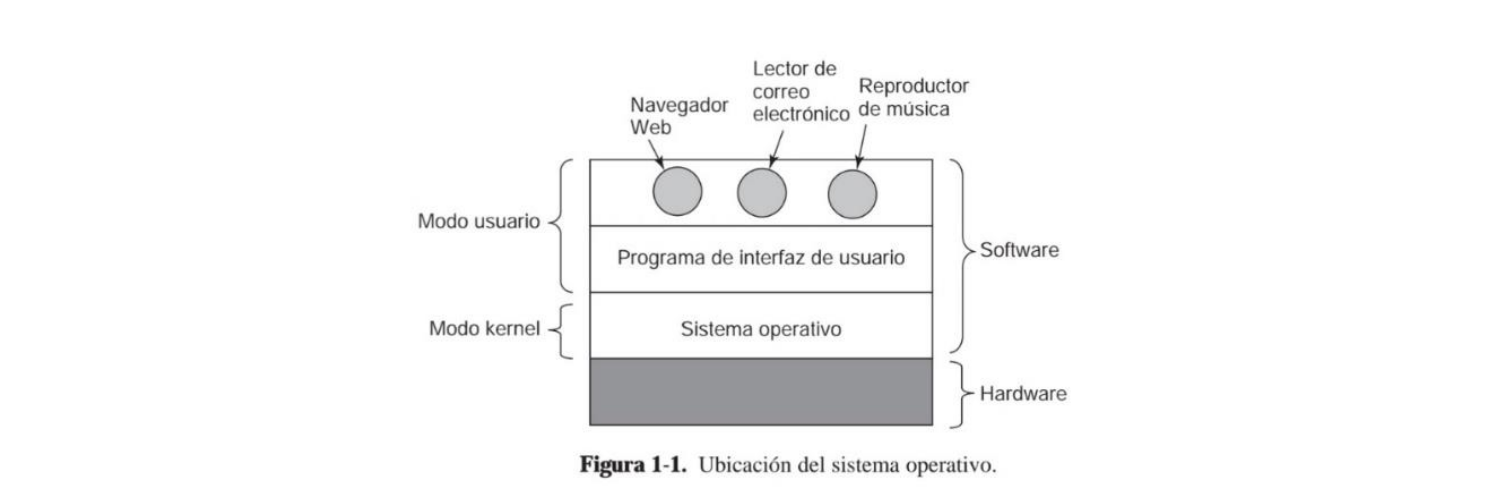 Lector de
correo
electrónico
Reproductor
de música
Navegador
Web
Modo usuario
Programa de interfaz de usuario
Software
Modo kernel
Sistema operativo
Hardware
Figura 1-1. Ubicación del sistema operativo.